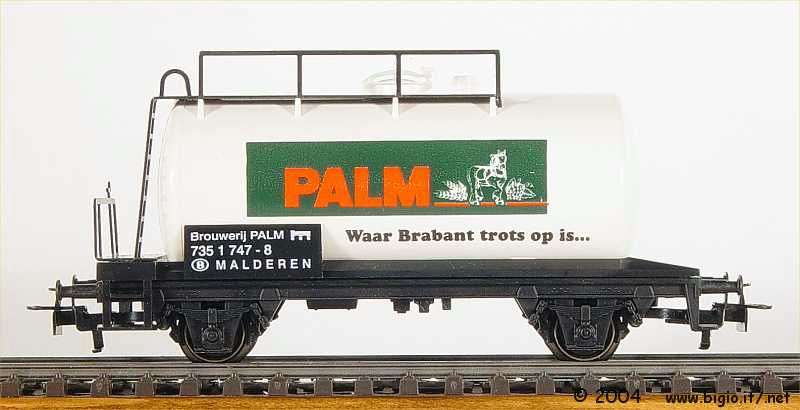 PALM
Waar Brabant trots op is...
Brouwerij PALM
735 1 747 - 8
B MALDEREN
© 2004 www.bigio.it/.net